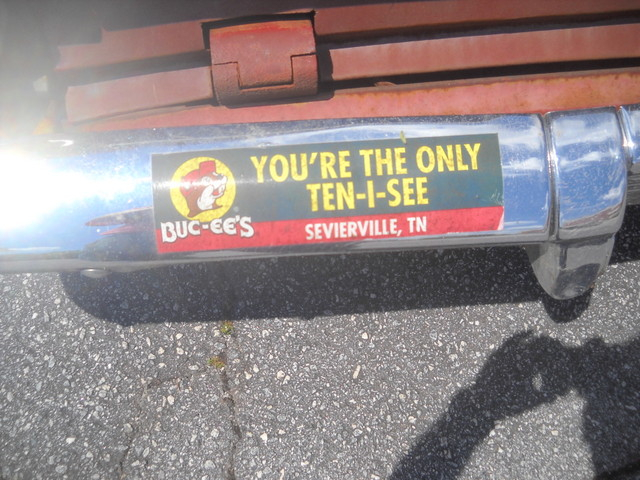 YOU'RE THE ONLY
TEN-I-SEE
BUC-EE'S
SEVIERVILLE, TN